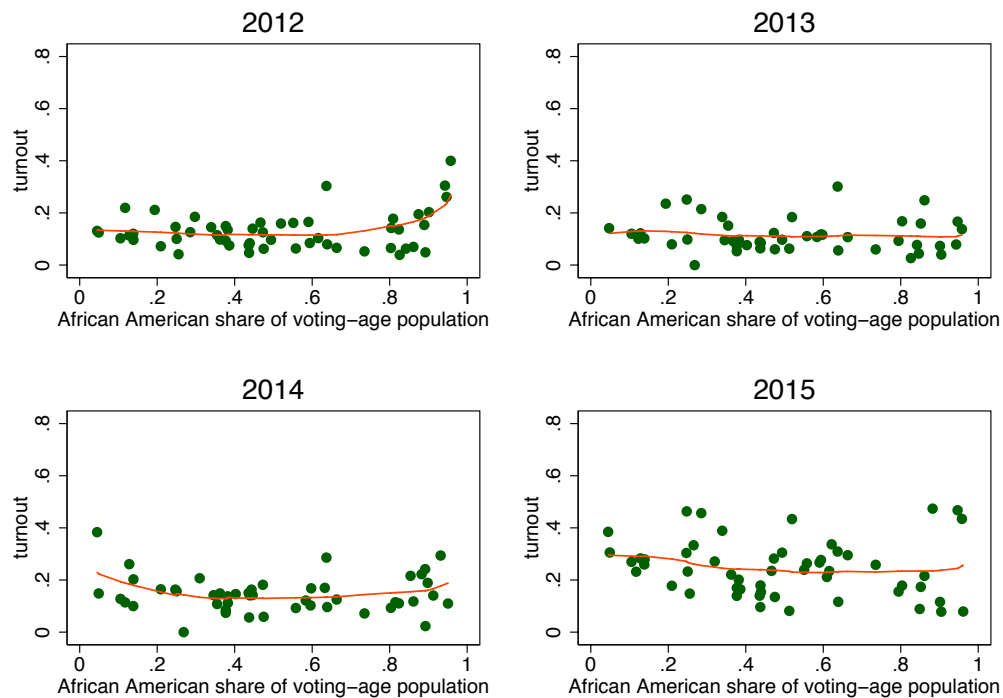 2012
turnout
0 .2 .4 .6 .8
0 .2 .4 .6 .8 1
African American share of voting−age population
2013
turnout
0 .2 .4 .6 .8
0 .2 .4 .6 .8 1
African American share of voting−age population
2014
turnout
0 .2 .4 .6 .8
0 .2 .4 .6 .8 1
African American share of voting−age population
2015
turnout
0 .2 .4 .6 .8
0 .2 .4 .6 .8 1
African American share of voting−age population